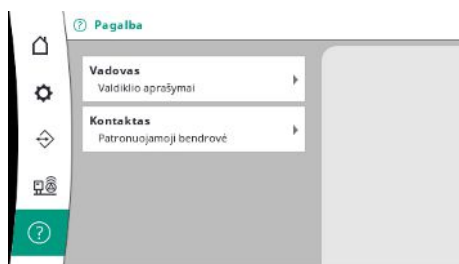 Pagalba
Vadovas
Valdiklio aprašymai
Kontaktas
Patronuojamoji bendrovė